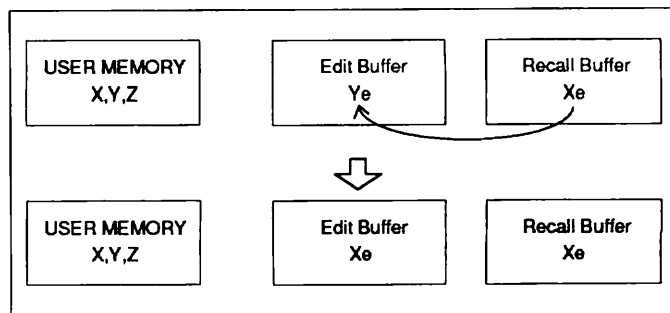 USER MEMORY
X,Y,Z
Edit Buffer
Ye
Recall Buffer
Xe
USER MEMORY
X,Y,Z
Edit Buffer
Xe
Recall Buffer
Xe